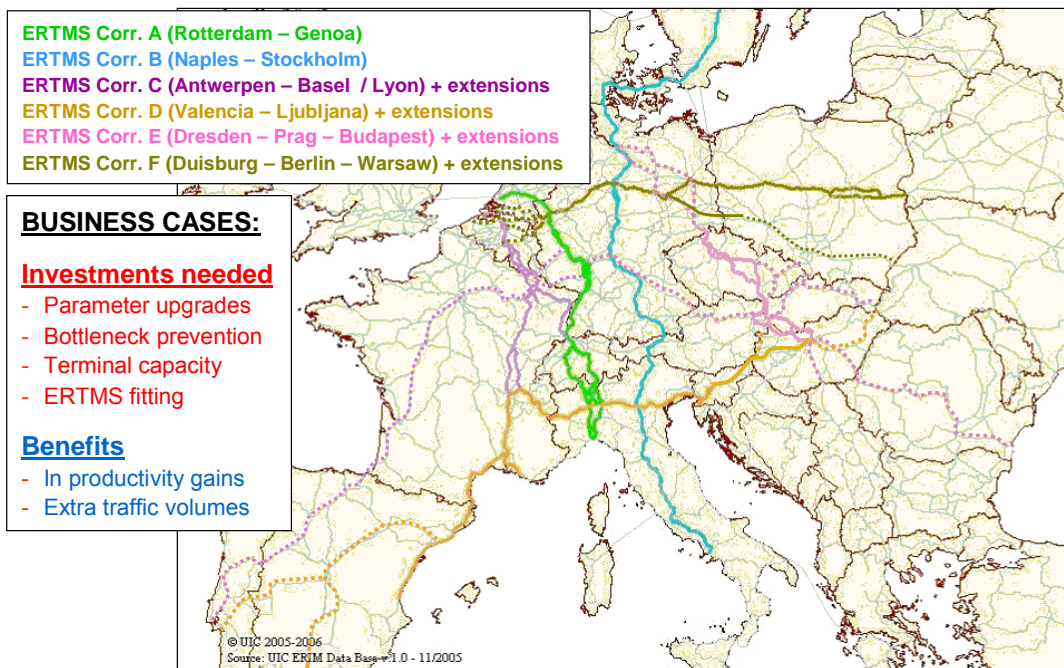 ERTMS Corr. A (Rotterdam – Genoa)
ERTMS Corr. B (Naples – Stockholm)
ERTMS Corr. C (Antwerpen – Basel / Lyon) + extensions
ERTMS Corr. D (Valencia – Ljubljana) + extensions
ERTMS Corr. E (Dresden – Prag – Budapest) + extensions
ERTMS Corr. F (Duisburg – Berlin – Warsaw) + extensions
BUSINESS CASES:
Investments needed
- Parameter upgrades
- Bottleneck prevention
- Terminal capacity
- ERTMS fitting
Benefits
- In productivity gains
- Extra traffic volumes
© UIC 2005-2006
Source: UIC ERIM Data Base v.1.0 - 11/2005